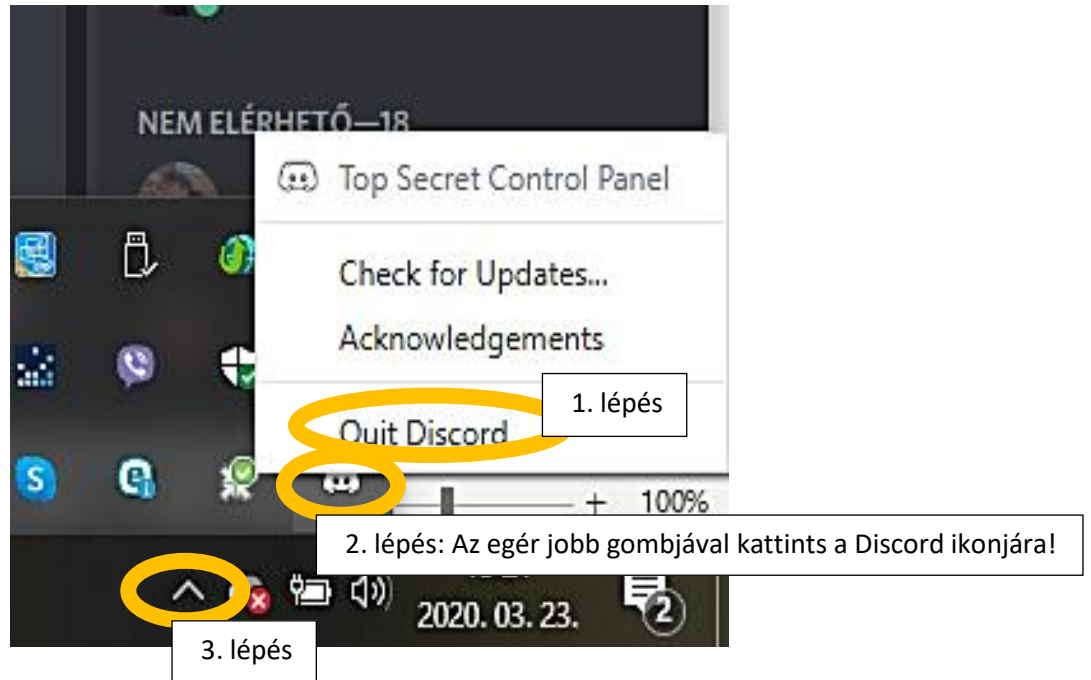 NEM ELÉRHETŐ—18
Top Secret Control Panel
Check for Updates...
Acknowledgements
1. lépés
Quit Discord
S
+ 100%
2. lépés: Az egér jobb gombjával kattints a Discord ikonjára!
2020. 03. 23.
2
3. lépés